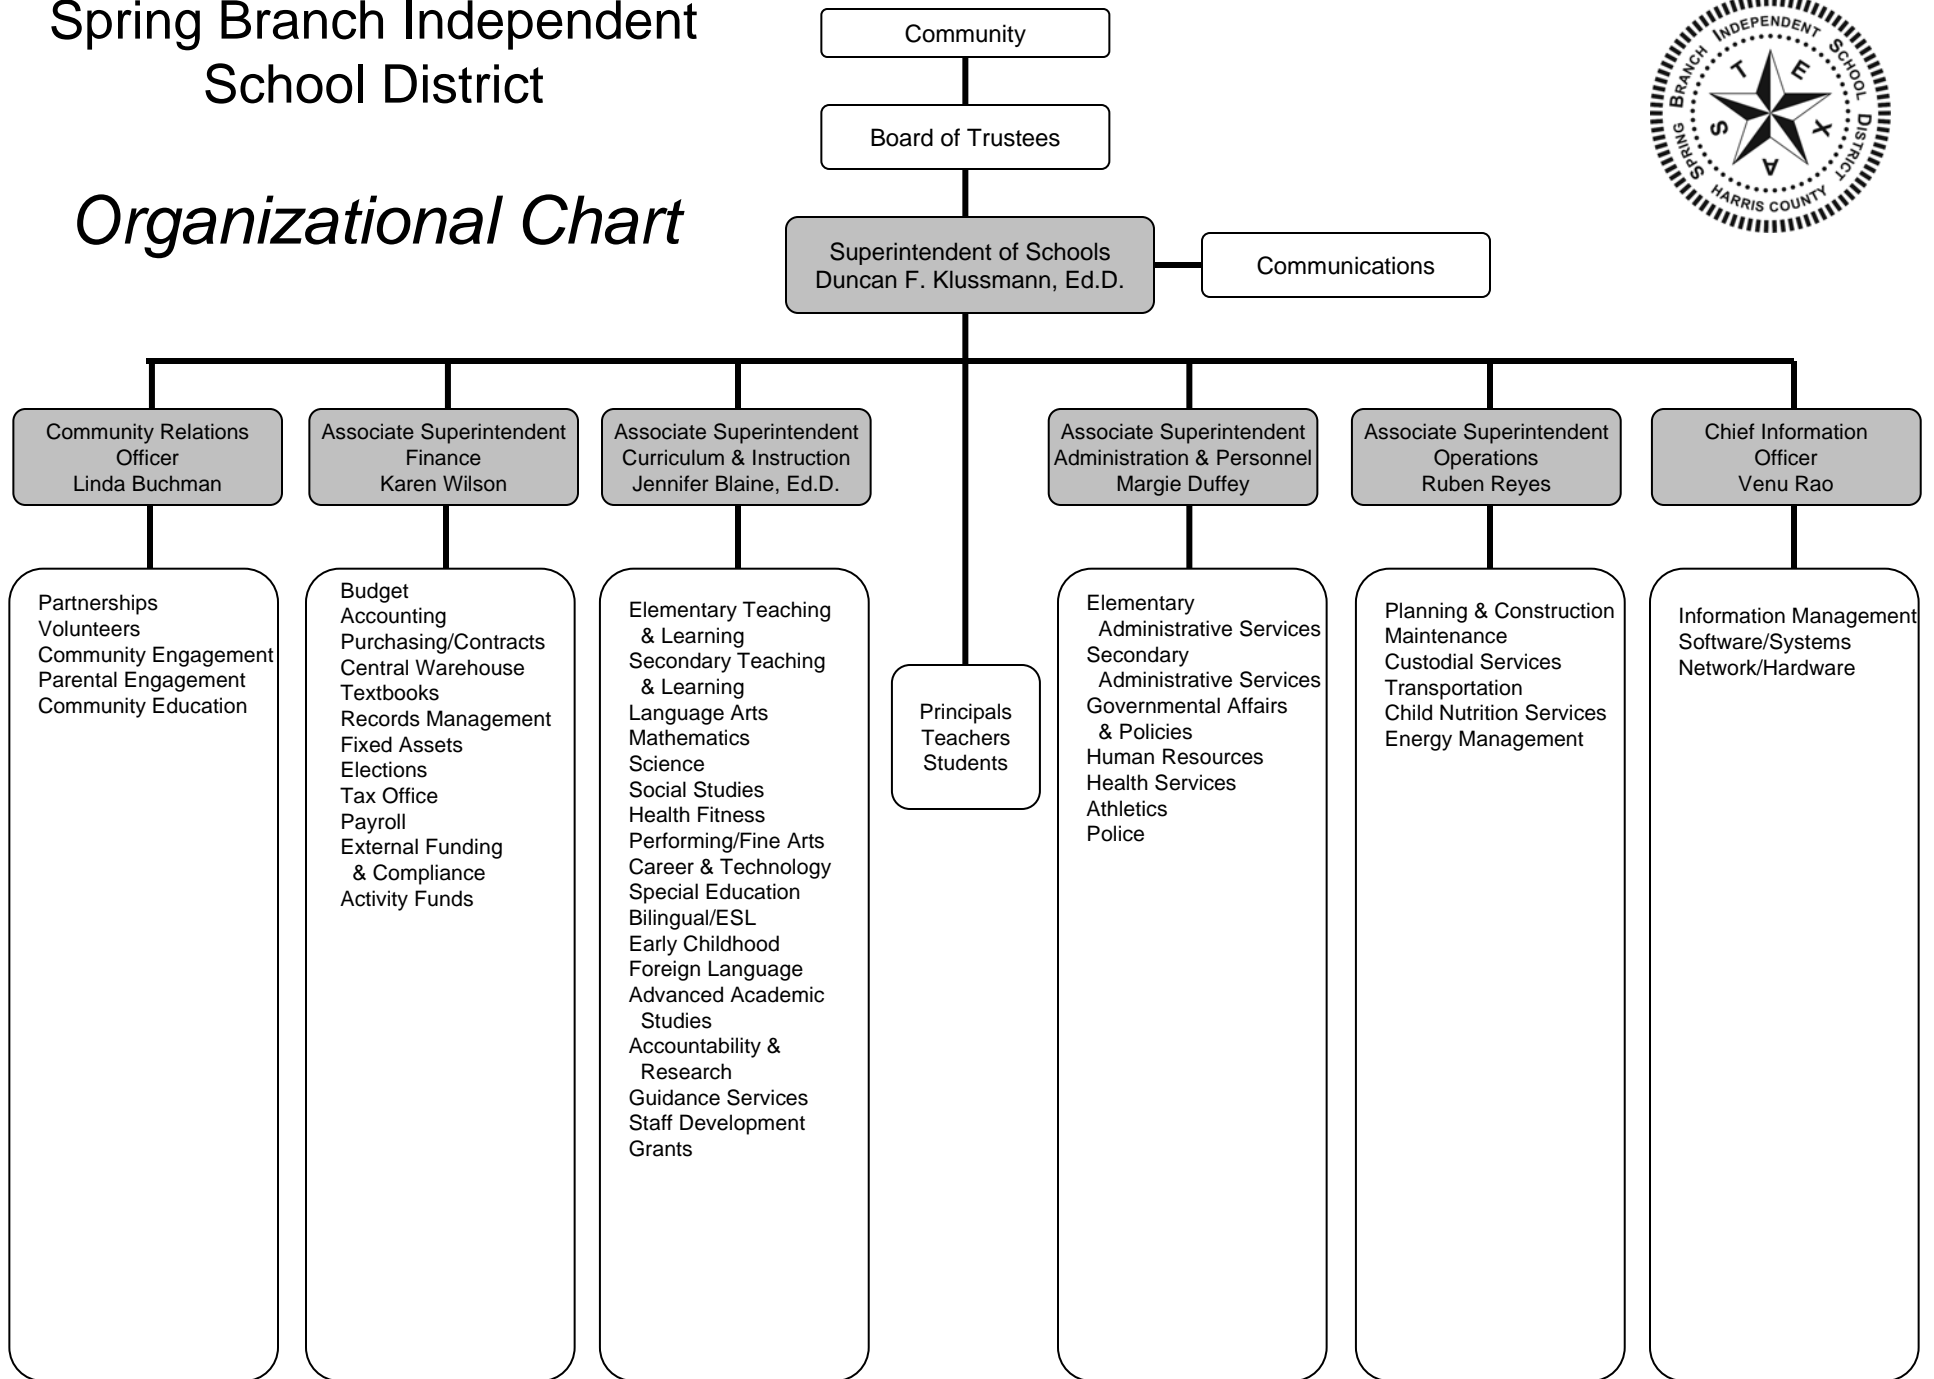 Spring Branch Independent
School District
Organizational Chart
Community
Board of Trustees
Superintendent of Schools
Duncan F. Klussmann, Ed.D.
Communications
SPRING BRANCH INDEPENDENT SCHOOL DISTRICT
TEXAS
HARRIS COUNTY
Community Relations
Officer
Linda Buchman
Associate Superintendent
Finance
Karen Wilson
Associate Superintendent
Curriculum & Instruction
Jennifer Blaine, Ed.D.
Associate Superintendent
Administration & Personnel
Margie Duffey
Associate Superintendent
Operations
Ruben Reyes
Chief Information
Officer
Venu Rao
Partnerships
Volunteers
Community Engagement
Parental Engagement
Community Education
Budget
Accounting
Purchasing/Contracts
Central Warehouse
Textbooks
Records Management
Fixed Assets
Elections
Tax Office
Payroll
External Funding
& Compliance
Activity Funds
Elementary Teaching
& Learning
Secondary Teaching
& Learning
Language Arts
Mathematics
Science
Social Studies
Health Fitness
Performing/Fine Arts
Career & Technology
Special Education
Bilingual/ESL
Early Childhood
Foreign Language
Advanced Academic
Studies
Accountability &
Research
Guidance Services
Staff Development
Grants
Principals
Teachers
Students
Elementary
Administrative Services
Secondary
Administrative Services
Governmental Affairs
& Policies
Human Resources
Health Services
Athletics
Police
Planning & Construction
Maintenance
Custodial Services
Transportation
Child Nutrition Services
Energy Management
Information Management
Software/Systems
Network/Hardware